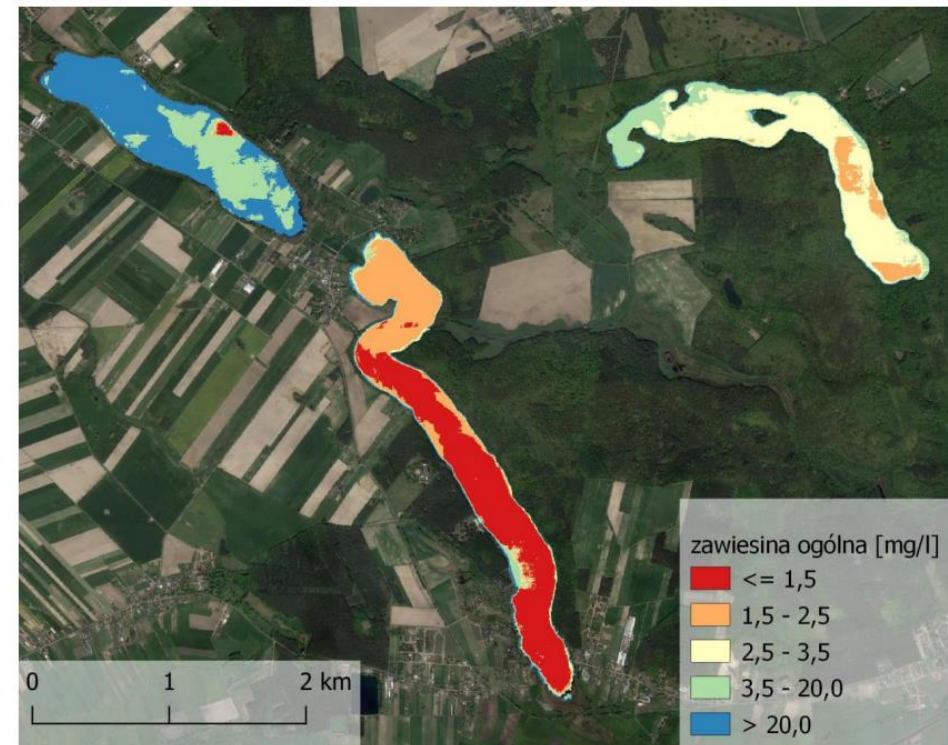 zawiesina ogólna [mg/l]
<= 1,5
1,5 - 2,5
2,5 - 3,5
3,5 - 20,0
> 20,0
0 1 2 km